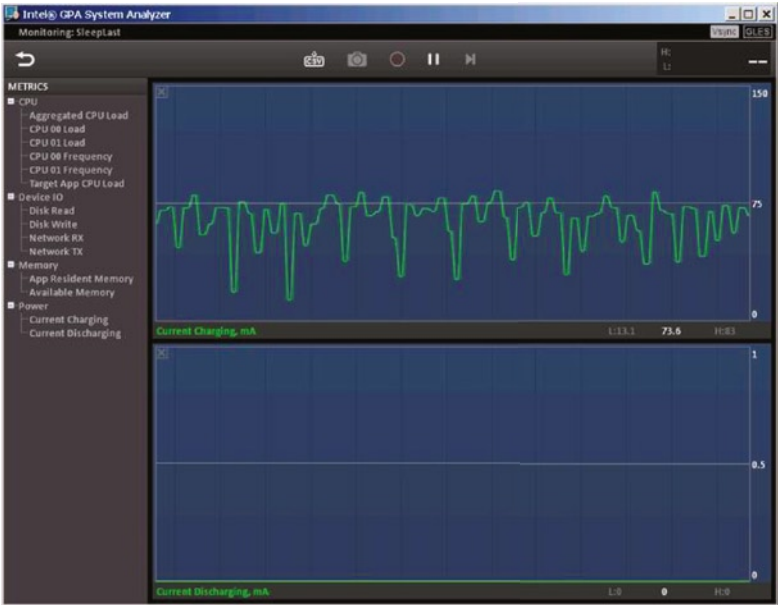 Intel® GPA System Analyzer
Monitoring: SleepLast
Vsync GLES
CSV
H:
L:
--
METRICS
CPU
Aggregated CPU Load
CPU 00 Load
CPU 01 Load
CPU 00 Frequency
CPU 01 Frequency
Target App CPU Load
Device IO
Disk Read
Disk Write
Network RX
Network TX
Memory
App Resident Memory
Available Memory
Power
Current Charging
Current Discharging
150
75
0
Current Charging, mA L:13.1 73.6 H:83
1
0.5
0
Current Discharging, mA L:0 0 H:0